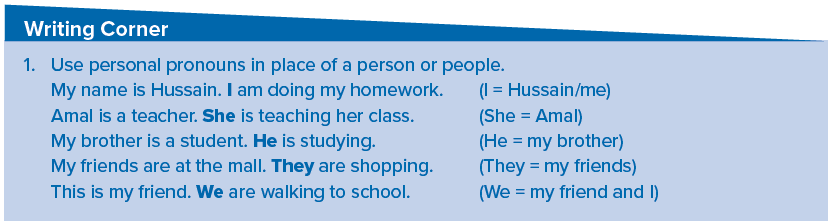 Writing Corner
1. Use personal pronouns in place of a person or people.
My name is Hussain. I am doing my homework. (I = Hussain/me)
Amal is a teacher. She is teaching her class. (She = Amal)
My brother is a student. He is studying. (He = my brother)
My friends are at the mall. They are shopping. (They = my friends)
This is my friend. We are walking to school. (We = my friend and I)